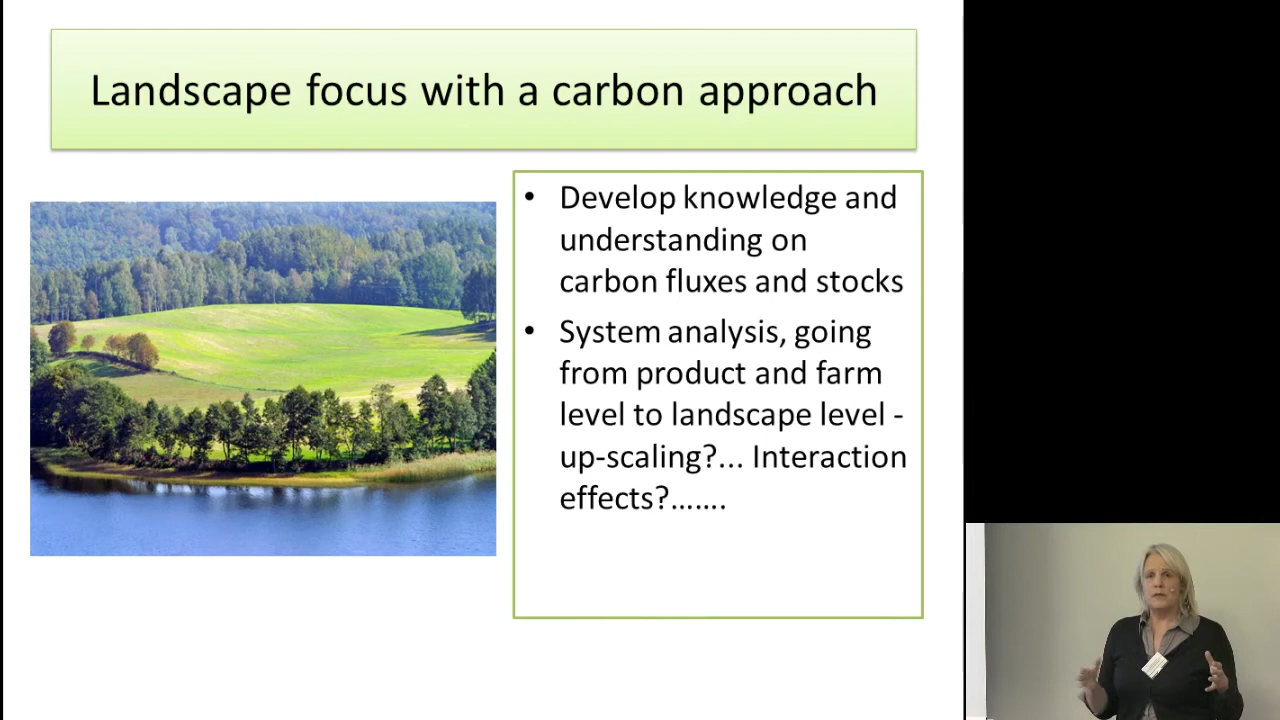 Landscape focus with a carbon approach
• Develop knowledge and
understanding on
carbon fluxes and stocks
• System analysis, going
from product and farm
level to landscape level -
up-scaling?... Interaction
effects?.......